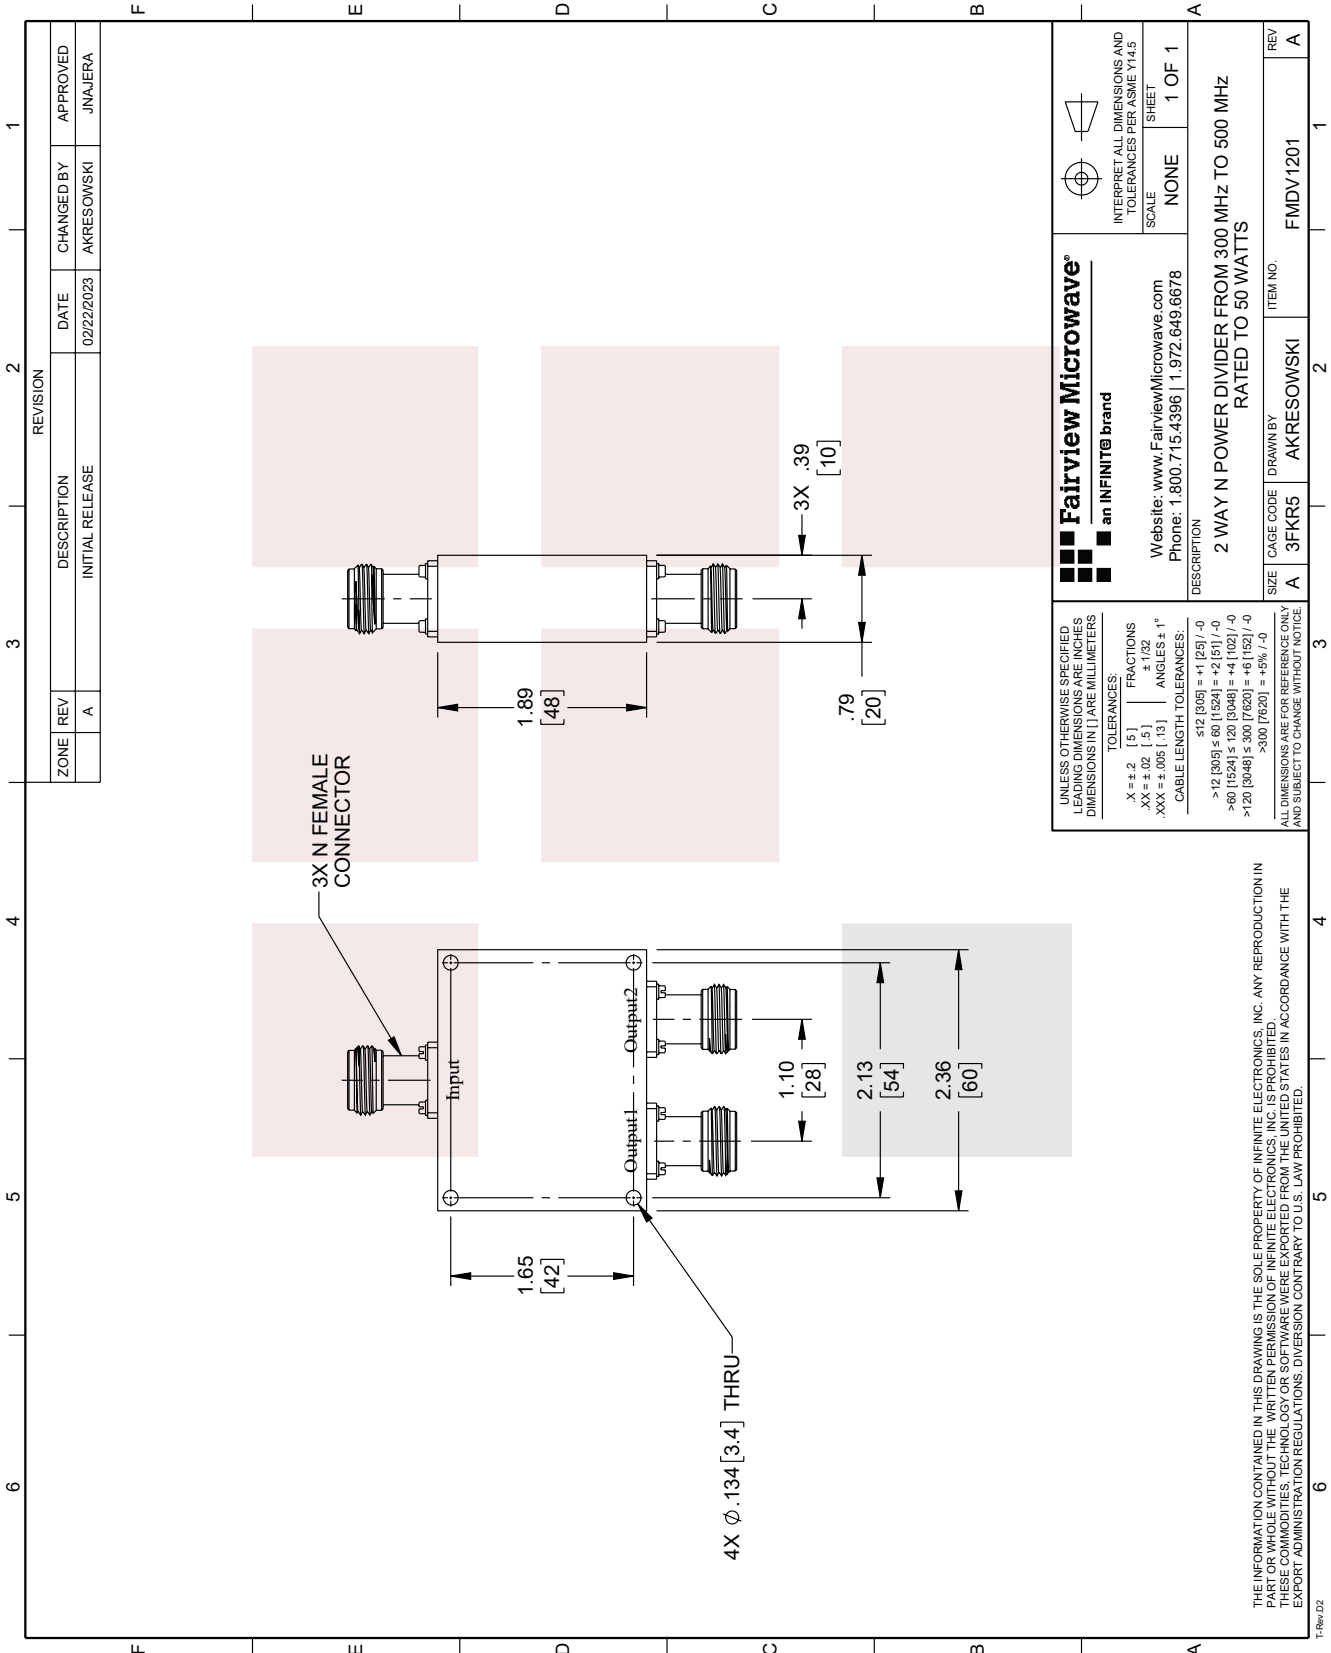 6
5
4
3
2
1
F
E
D
C
B
A
REVISION
ZONE
REV
DESCRIPTION
DATE
CHANGED BY
APPROVED
A
INITIAL RELEASE
02/22/2023
AKRESOWSKI
JNAJERA
3X N FEMALE
CONNECTOR
Input
Output1
Output2
1.65
[42]
4X Ø.134 [3.4] THRU
1.10
[28]
2.13
[54]
2.36
[60]
1.89
[48]
3X .39
[10]
.79
[20]
THE INFORMATION CONTAINED IN THIS DRAWING IS THE SOLE PROPERTY OF INFINITE ELECTRONICS, INC. ANY REPRODUCTION IN
PART OR WHOLE WITHOUT THE WRITTEN PERMISSION OF INFINITE ELECTRONICS, INC. IS PROHIBITED.
THESE COMMODITIES, TECHNOLOGY OR SOFTWARE WERE EXPORTED FROM THE UNITED STATES IN ACCORDANCE WITH THE
EXPORT ADMINISTRATION REGULATIONS. DIVERSION CONTRARY TO U.S. LAW PROHIBITED.
UNLESS OTHERWISE SPECIFIED
LEADING DIMENSIONS ARE INCHES
DIMENSIONS IN [ ] ARE MILLIMETERS
TOLERANCES:
.X = ±.2 [5]
.XX = ±.02 [.5]
.XXX = ±.005 [.13]
FRACTIONS
± 1/32
ANGLES ± 1°
CABLE LENGTH TOLERANCES:
≤12 [305] = +1 [25] / -0
>12 [305] ≤ 60 [1524] = +2 [51] / -0
>60 [1524] ≤ 120 [3048] = +4 [102] / -0
>120 [3048] ≤ 300 [7620] = +6 [152] / -0
>300 [7620] = +5% / -0
ALL DIMENSIONS ARE FOR REFERENCE ONLY
AND SUBJECT TO CHANGE WITHOUT NOTICE.
Fairview Microwave®
an INFINITE brand
Website: www.FairviewMicrowave.com
Phone: 1.800.715.4396 | 1.972.649.6678
INTERPRET ALL DIMENSIONS AND
TOLERANCES PER ASME Y14.5
SCALE
NONE
SHEET
1 OF 1
DESCRIPTION
2 WAY N POWER DIVIDER FROM 300 MHz TO 500 MHz
RATED TO 50 WATTS
SIZE
A
CAGE CODE
3FKR5
DRAWN BY
AKRESOWSKI
ITEM NO.
FMDV1201
REV
A
F
E
D
C
B
A
6
5
4
3
2
1
T-Rev.D2